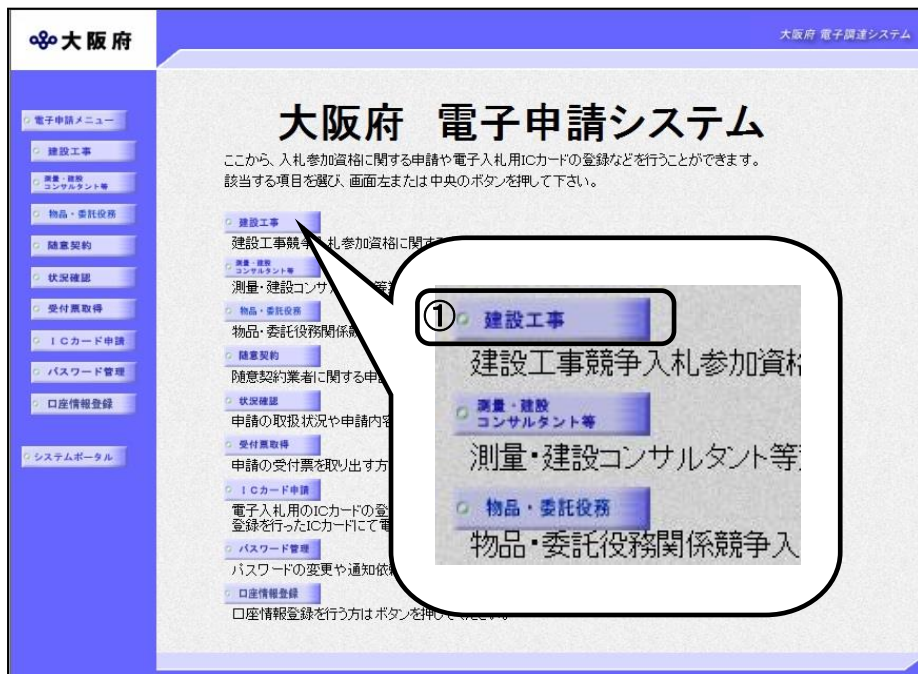 大阪府
大阪府 電子調達システム
電子申請メニュー
建設工事
測量・建設
コンサルタント等
物品・委託役務
随意契約
状況確認
受付票取得
ICカード申請
パスワード管理
口座情報登録
システムポータル
大阪府 電子申請システム
ここから、入札参加資格に関する申請や電子入札用ICカードの登録などを行うことができます。
該当する項目を選び、画面左または中央のボタンを押して下さい。
建設工事
建設工事競争入札参加資格に関す
測量・建設
コンサルタント等
測量・建設コンサ
物品・委託役務
物品・委託役務関係
随意契約
随意契約業者に関する申
状況確認
申請の取扱状況や申請内容
受付票取得
申請の受付票を取り出す方
ICカード申請
電子入札用のICカードの登
登録を行ったICカードにて電
パスワード管理
パスワードの変更や通知依
口座情報登録
口座情報登録を行う方はボタンを押してください。
①
建設工事
建設工事競争入札参加資格
測量・建設
コンサルタント等
測量・建設コンサルタント等
物品・委託役務
物品・委託役務関係競争入